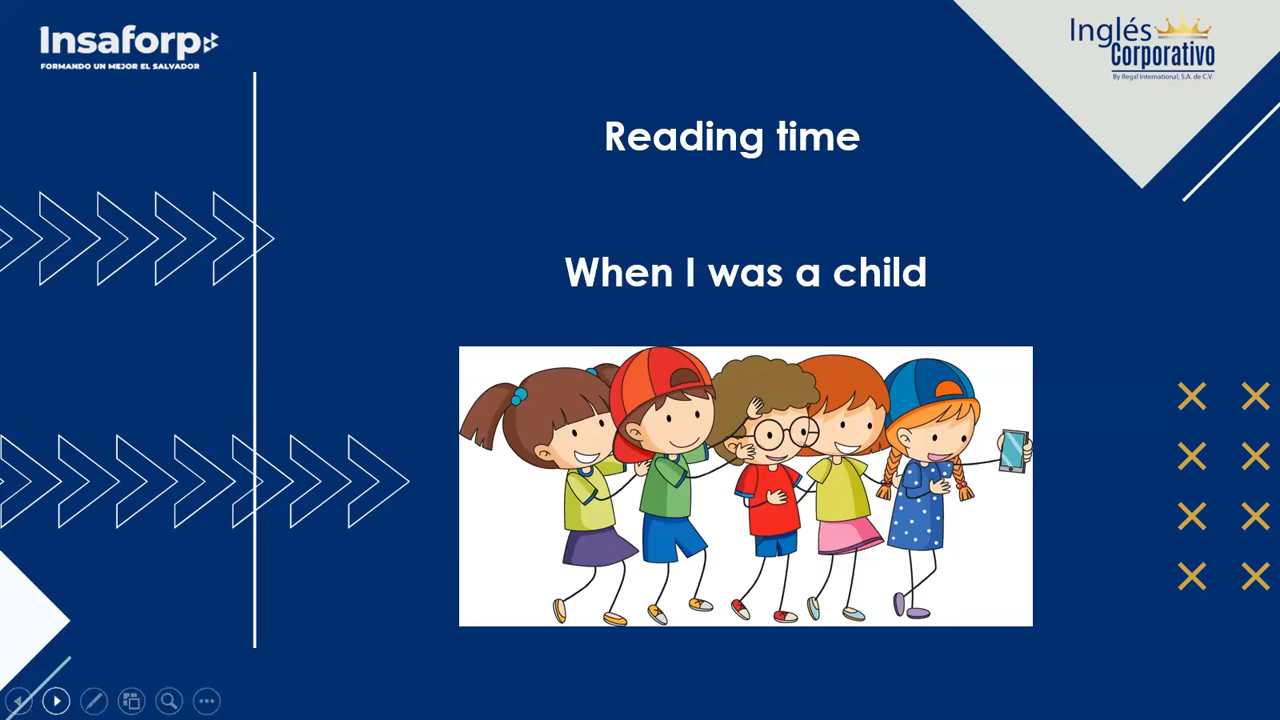 Insaforp
FORMANDO UN MEJOR EL SALVADOR
Inglés
Corporativo
By Regal International, S.A. de C.V.
Reading time
When I was a child